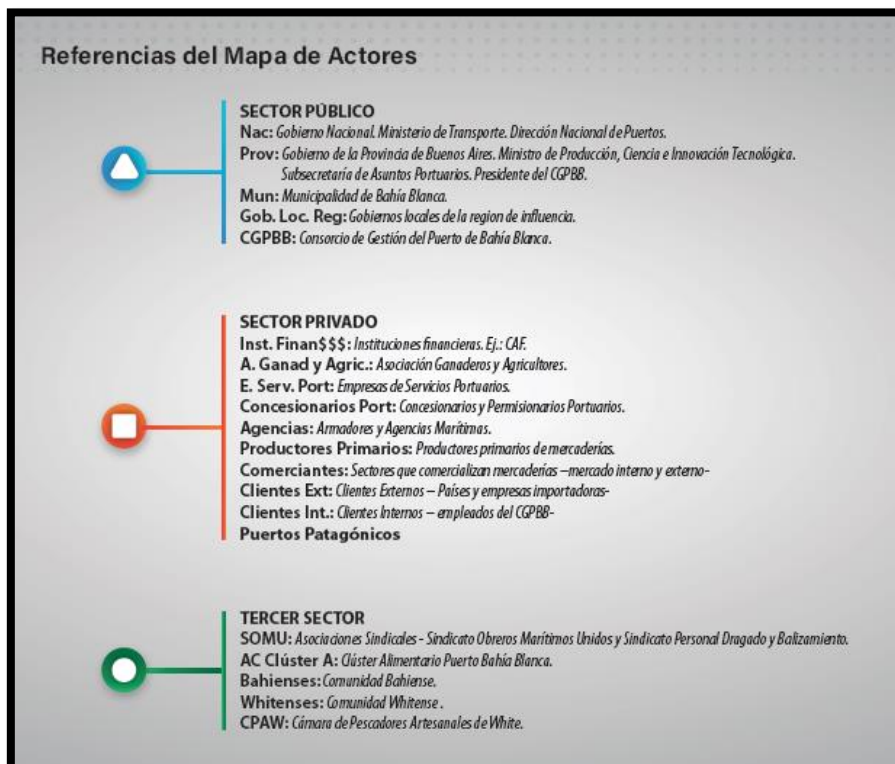 Referencias del Mapa de Actores
SECTOR PÚBLICO
Nac: Gobierno Nacional. Ministerio de Transporte. Dirección Nacional de Puertos.
Prov: Gobierno de la Provincia de Buenos Aires. Ministro de Producción, Ciencia e Innovación Tecnológica.
Subsecretaría de Asuntos Portuarios. Presidente del CGPBB.
Mun: Municipalidad de Bahía Blanca.
Gob. Loc. Reg: Gobiernos locales de la region de influencia.
CGPBB: Consorcio de Gestión del Puerto de Bahía Blanca.
SECTOR PRIVADO
Inst. Finan$$$: Instituciones financieras. Ej.: CAF.
A. Ganad y Agric.: Asociación Ganaderos y Agricultores.
E. Serv. Port: Empresas de Servicios Portuarios.
Concesionarios Port: Concesionarios y Permisionarios Portuarios.
Agencias: Armadores y Agencias Marítimas.
Productores Primarios: Productores primarios de mercaderías.
Comerciantes: Sectores que comercializan mercaderías –mercado interno y externo-
Clientes Ext: Clientes Externos – Países y empresas importadoras-
Clientes Int.: Clientes Internos – empleados del CGPBB-
Puertos Patagónicos
TERCER SECTOR
SOMU: Asociaciones Sindicales - Sindicato Obreros Marítimos Unidos y Sindicato Personal Dragado y Balizamiento.
AC Clúster A: Clúster Alimentario Puerto Bahía Blanca.
Bahienses: Comunidad Bahiense.
Whitenses: Comunidad Whitense .
CPAW: Cámara de Pescadores Artesanales de White.